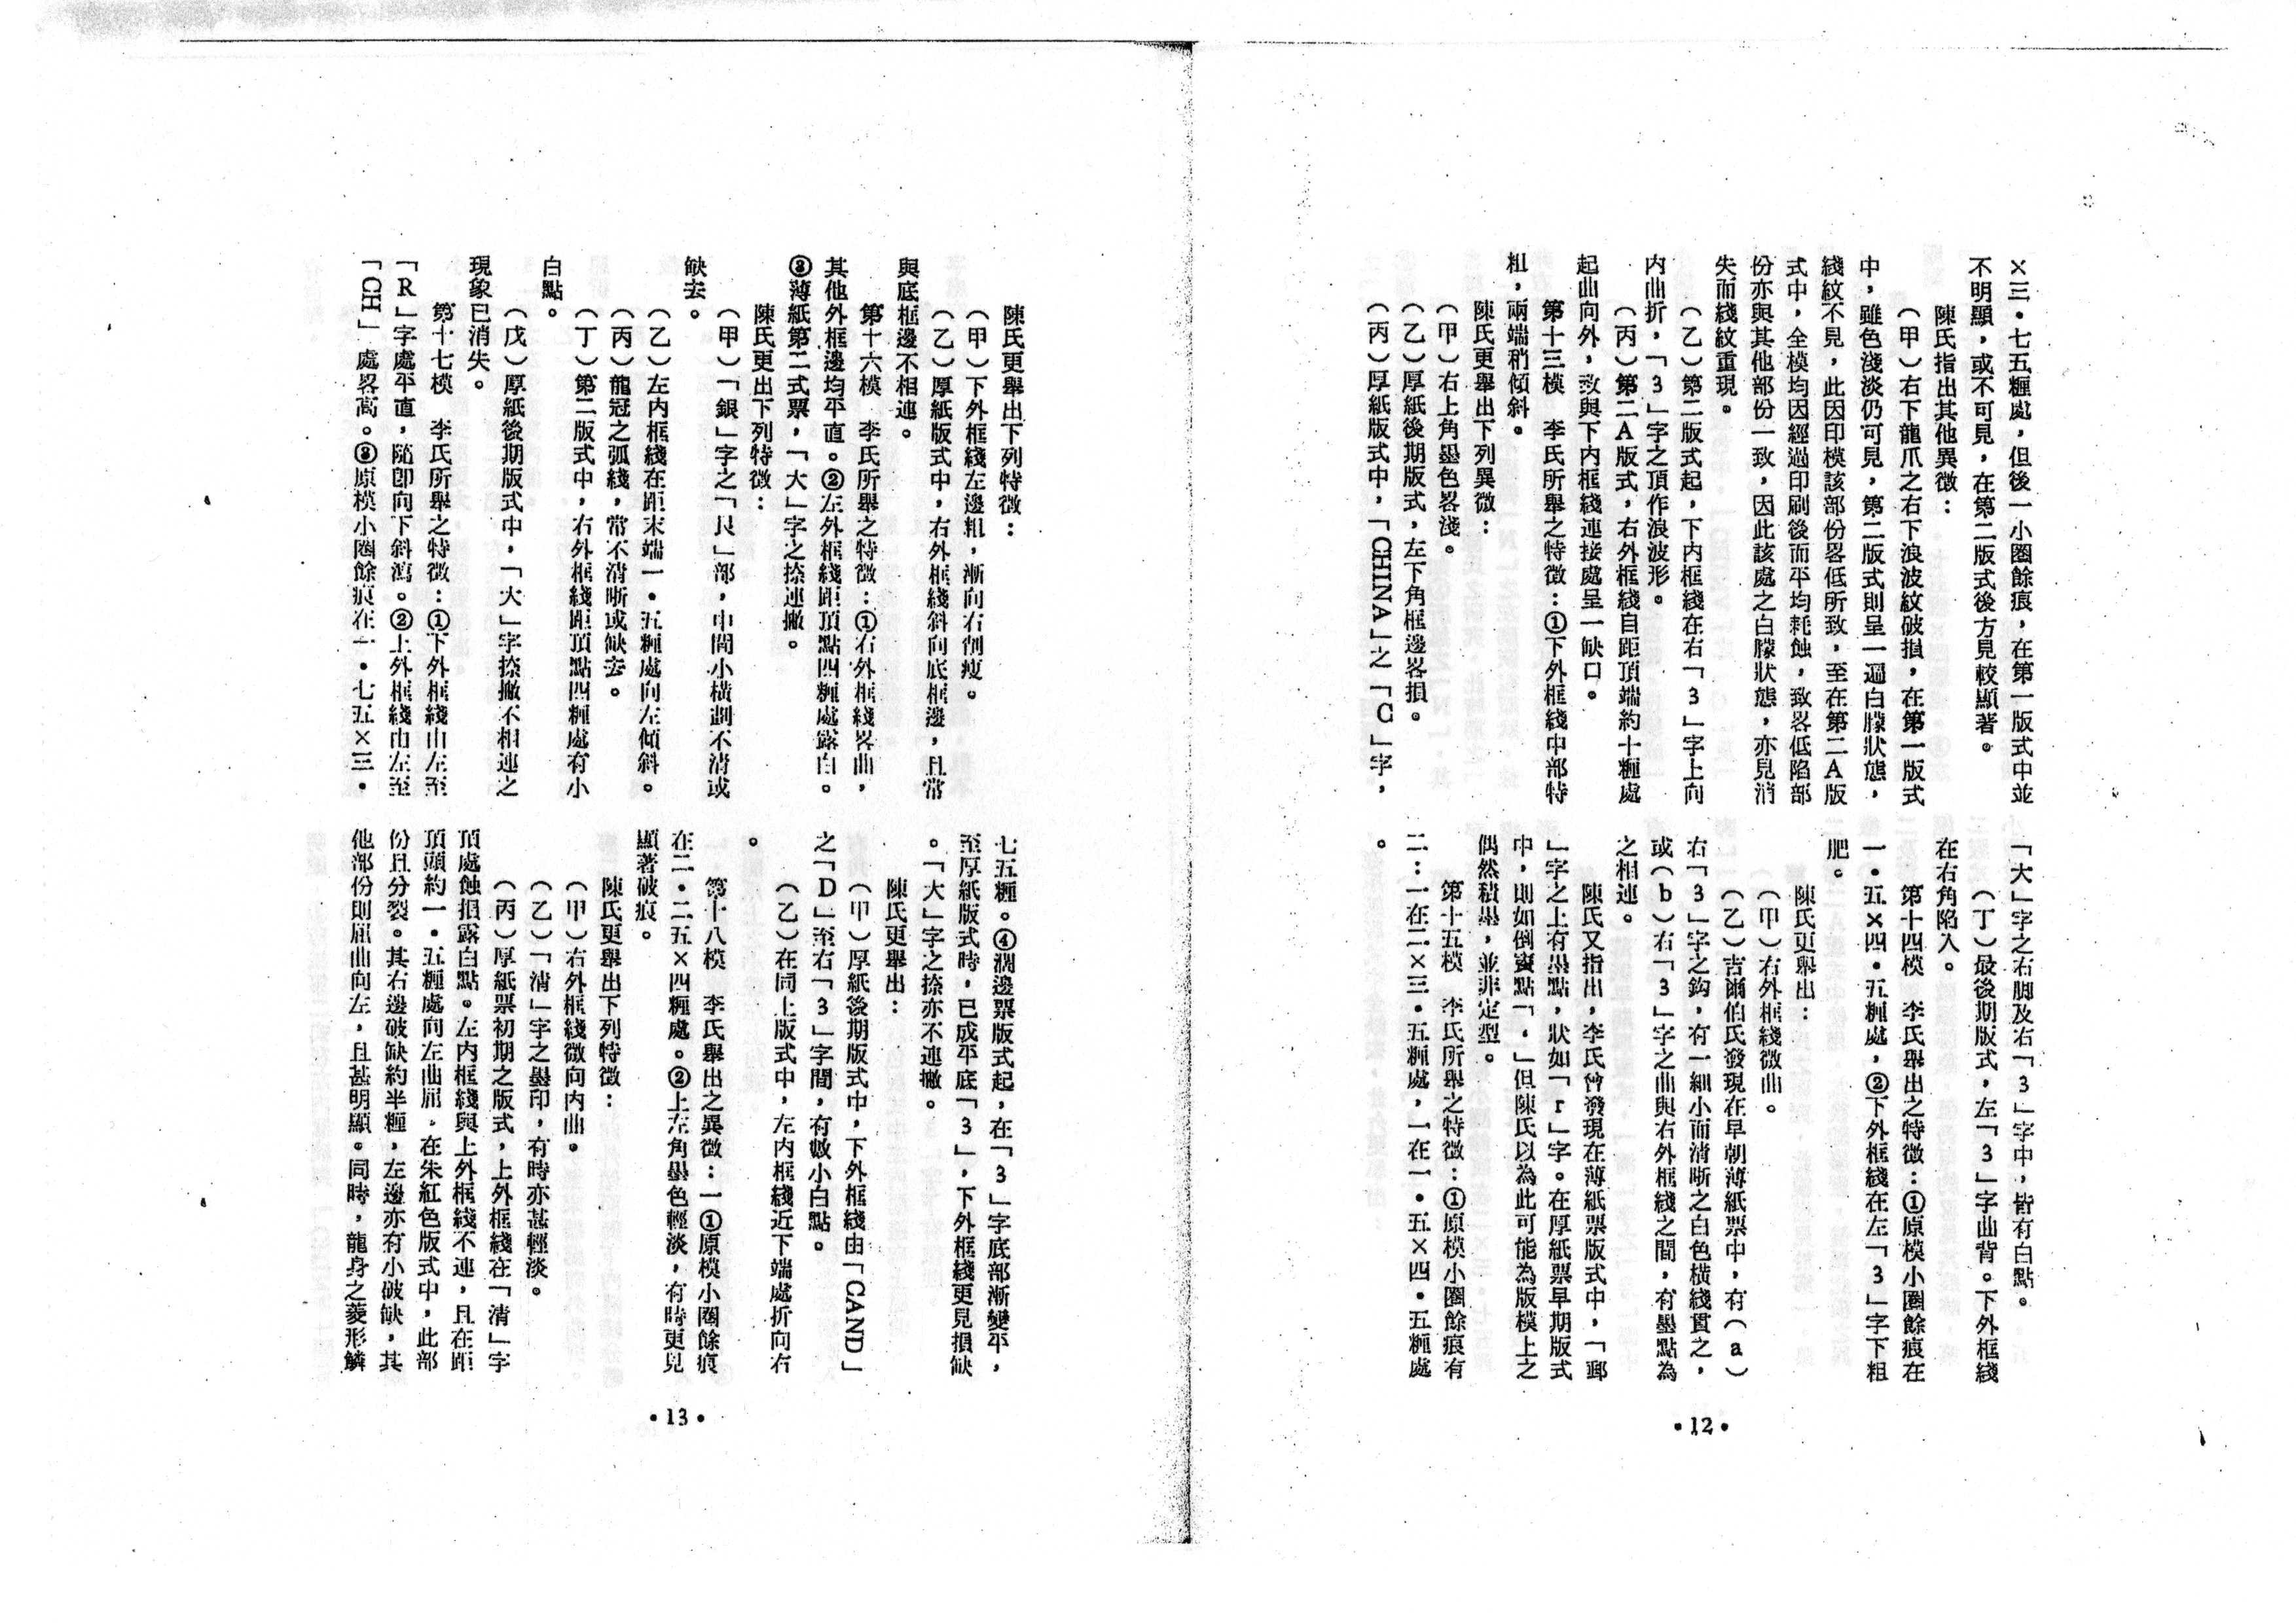 ×三・七五糎處，但後一小圈餘痕，在第一版式中並
不明顯，或不可見，在第二版式後方見較顯著。
陳氏指出其他異徵：
（甲）右下龍爪之右下浪波紋破損，在第一版式
中，雖色淺淡仍可見，第二版式則呈一遍白朦狀態，
綫紋不見，此因印模該部份畧低所致，至在第二A版
式中，全模均因經過印刷後而平均耗蝕，致畧低陷部
份亦與其他部份一致，因此該處之白朦狀態，亦見消
失而綫紋重現。
（乙）第二版式起，下內框綫在右「3」字上向
內曲折，「3」字之頂作浪波形。
（丙）第二A版式，右外框綫自距頂端約十糎處
起曲向外，致與下內框綫連接處呈一缺口。
第十三模　李氏所舉之特徵：①下外框綫中部特
粗，兩端稍傾斜。
陳氏更舉出下列異徵：
（甲）右上角墨色畧淺。
（乙）厚紙後期版式，左下角框邊畧損。
（丙）厚紙版式中，「CHINA」之「C」字，
「大」字之右脚及右「3」字中，皆有白點。
（丁）最後期版式，左「3」字曲背。下外框綫
在右角陷入。
第十四模　李氏舉出之特徵：①原模小圈餘痕在
一・五×四・五糎處，②下外框綫在左「3」字下粗
肥。
陳氏更舉出：
（甲）右外框綫微曲。
（乙）吉爾伯氏發現在早朝薄紙票中，有（a）
右「3」字之鈎，有一細小而清晰之白色橫綫貫之，
或（b）右「3」字之曲與右外框綫之間，有墨點為
之相連。
陳氏又指出，李氏曾發現在薄紙票版式中，「郵
」字之上有墨點，狀如「r」字。在厚紙票早期版式
中，則如倒竇點「‘」但陳氏以為此可能為版模上之
偶然積墨，並非定型。
第十五模　李氏所舉之特徵：①原模小圈餘痕有
二：一在二×三・五糎處，一在一・五×四・五糎處
。
・12・
陳氏更舉出下列特徵：
（甲）下外框綫左邊粗，漸向右削瘦。
（乙）厚紙版式中，右外框綫斜向底框邊，且常
與底框邊不相連。
第十六模　李氏所舉之特徵：①右外框綫畧曲，
其他外框邊均平直。②左外框綫距頂點四糎處露白。
③薄紙第二式票，「大」字之捺連撇。
陳氏更出下列特徵：
（甲）「銀」字之「艮」部，中間小橫劃不清或
缺去。
（乙）左內框綫在距末端一・五糎處向左傾斜。
（丙）龍冠之弧綫，常不清晰或缺去。
（丁）第二版式中，右外框綫距頂點四糎處有小
白點。
（戊）厚紙後期版式中，「大」字捺撇不相連之
現象已消失。
第十七模　李氏所舉之特徵：①下外框綫由左至
「R」字處平直，隨卽向下斜瀉。②上外框綫由左至
「CH」處畧高。③原模小圈餘痕在一・七五×三・
七五糎。④濶邊票版式起，在「3」字底部漸變平，
至厚紙版式時，已成平底「3」，下外框綫更見損缺
。「大」字之捺亦不連撇。
陳氏更舉出：
（甲）厚紙後期版式中，下外框綫由「CAND」
之「D」至右「3」字間，有數小白點。
（乙）在同上版式中，左內框綫近下端處折向右
。
第十八模　李氏舉出之異徵：一①原模小圈餘痕
在二・二五×四糎處。②上左角墨色輕淡，有時更見
顯著破痕。
陳氏更舉出下列特徵：
（甲）右外框綫微向內曲。
（乙）「清」字之墨印，有時亦甚輕淡。
（丙）厚紙票初期之版式，上外框綫在「清」字
頂處蝕損露白點。左內框綫與上外框綫不連，且在距
頂頭約一・五糎處向左曲屈。在朱紅色版式中，此部
份且分裂。其右邊破缺約半糎，左邊亦有小破缺，其
他部份則屈曲向左，且甚明顯。同時，龍身之菱形鱗
・13・